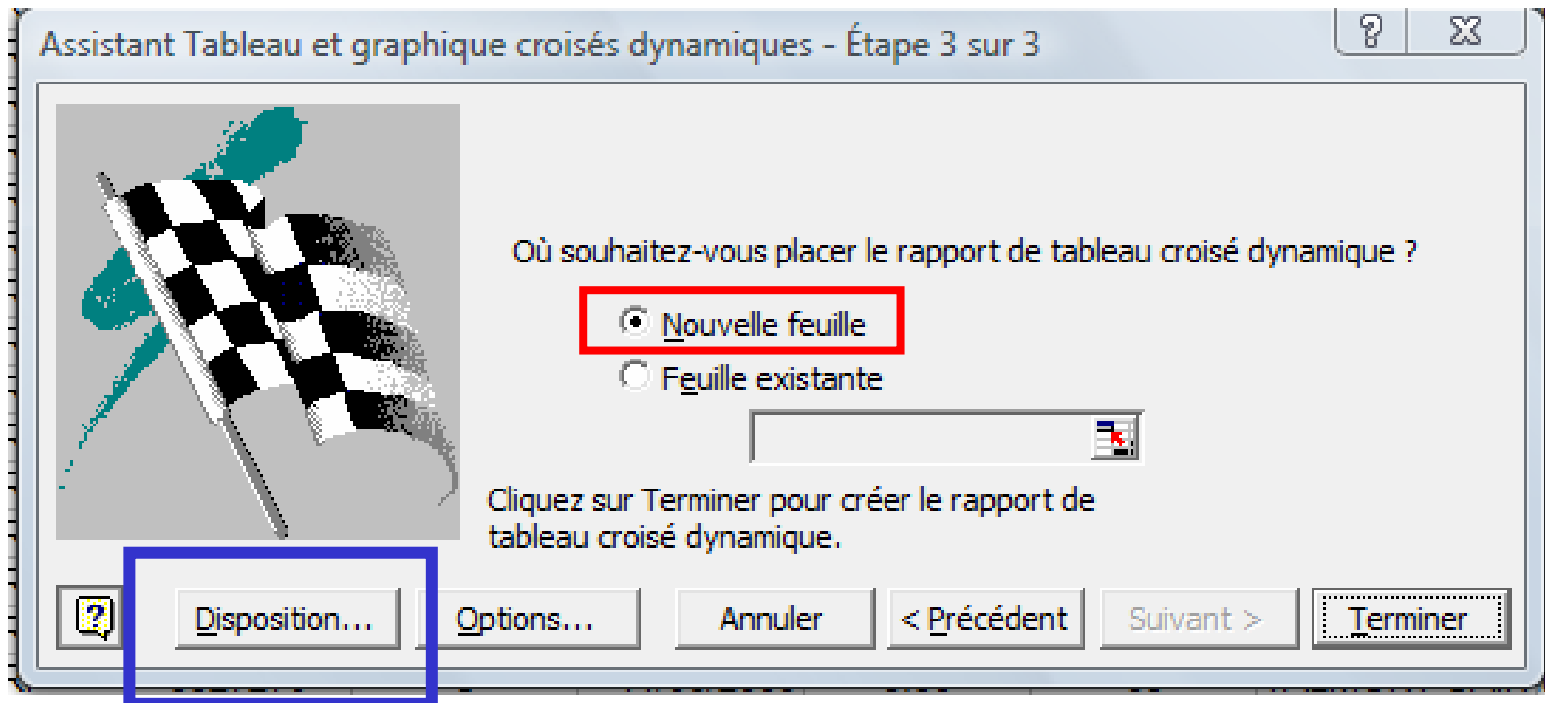 Assistant Tableau et graphique croisés dynamiques - Étape 3 sur 3
Où souhaitez-vous placer le rapport de tableau croisé dynamique ?
Nouvelle feuille
Feuille existante
Cliquez sur Terminer pour créer le rapport de
tableau croisé dynamique.
Disposition... Options... Annuler < Précédent Suivant > Terminer